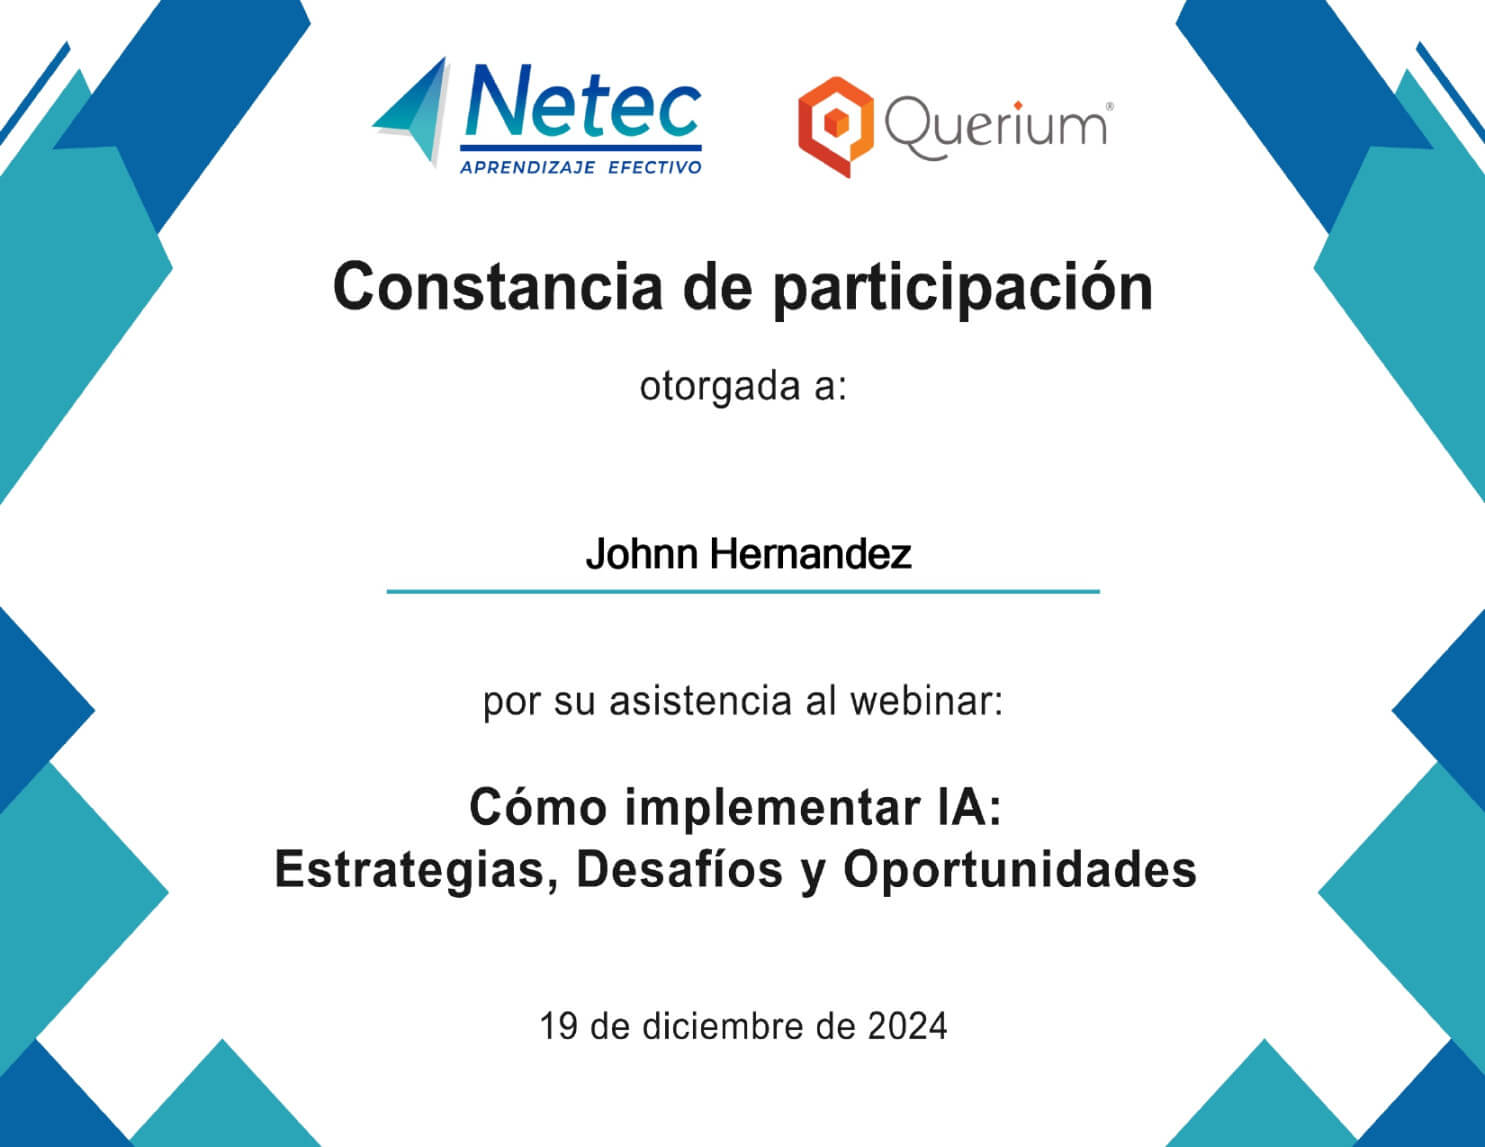 Netec
APRENDIZAJE EFECTIVO
Querium®
Constancia de participación
otorgada a:
Johnn Hernandez
por su asistencia al webinar:
Cómo implementar IA:
Estrategias, Desafíos y Oportunidades
19 de diciembre de 2024